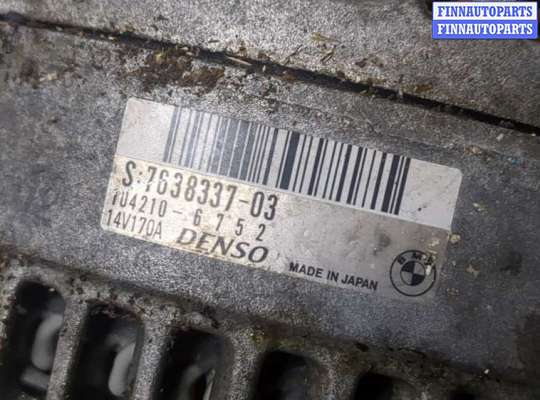 FINNAUTOPARTS
FINNAUTOPARTS
S:7638337-03
104210-6752
14V170A DENSO
MADE IN JAPAN
BMW